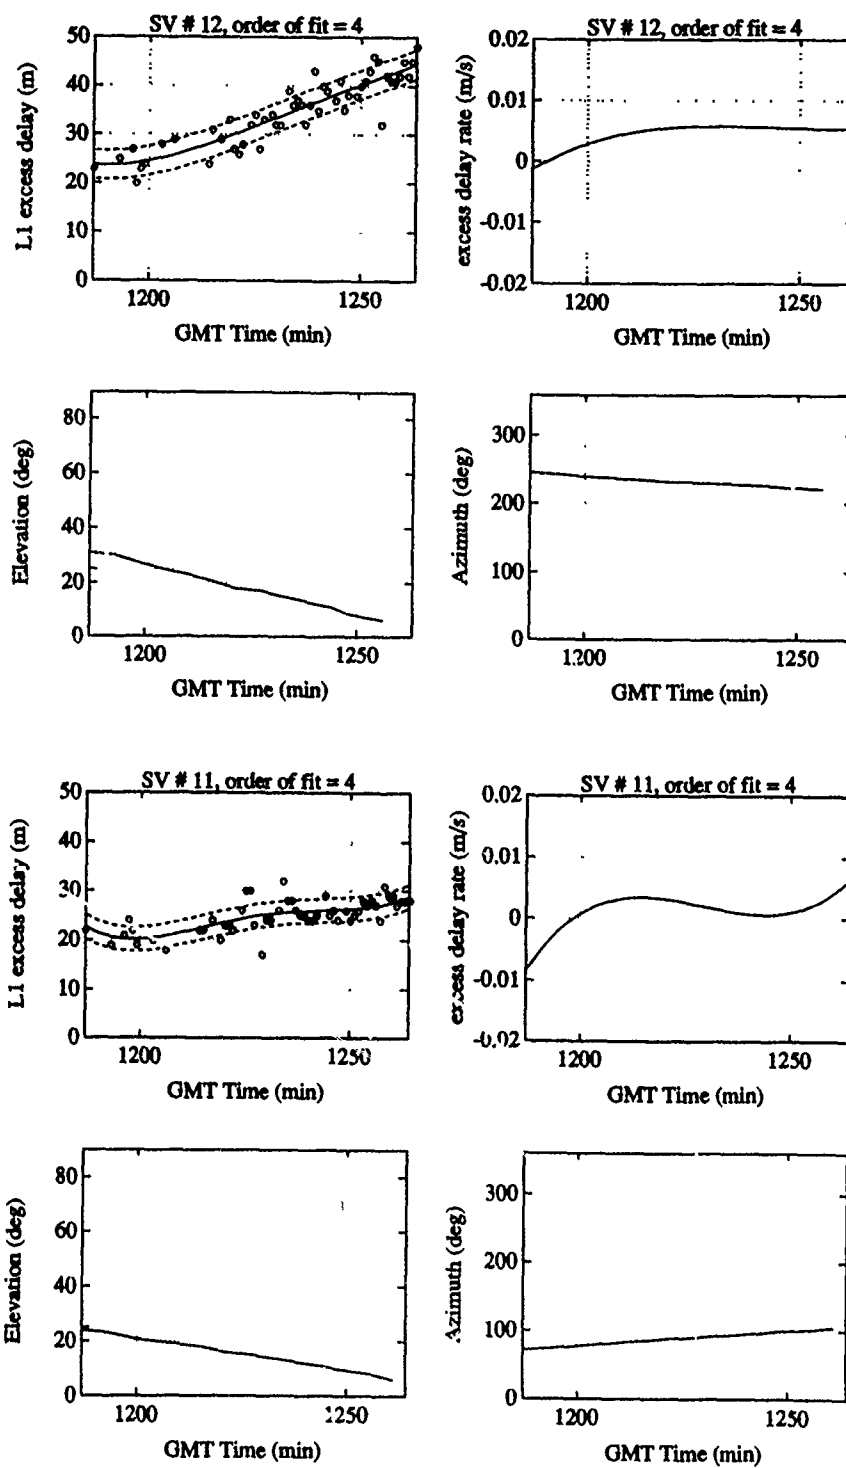 SV # 12, order of fit = 4
50
40
30
20
10
0
L1 excess delay (m)
1200
1250
GMT Time (min)
SV # 12, order of fit = 4
0.02
0.01
0
-0.01
-0.02
excess delay rate (m/s)
1200
1250
GMT Time (min)
80
60
40
20
0
Elevation (deg)
1200
1250
GMT Time (min)
300
200
100
0
Azimuth (deg)
1200
1250
GMT Time (min)
SV # 11, order of fit = 4
50
40
30
20
10
0
L1 excess delay (m)
1200
1250
GMT Time (min)
SV # 11, order of fit = 4
0.02
0.01
0
-0.01
-0.02
excess delay rate (m/s)
1200
1250
GMT Time (min)
80
60
40
20
0
Elevation (deg)
1200
1250
GMT Time (min)
300
200
100
0
Azimuth (deg)
1200
1250
GMT Time (min)